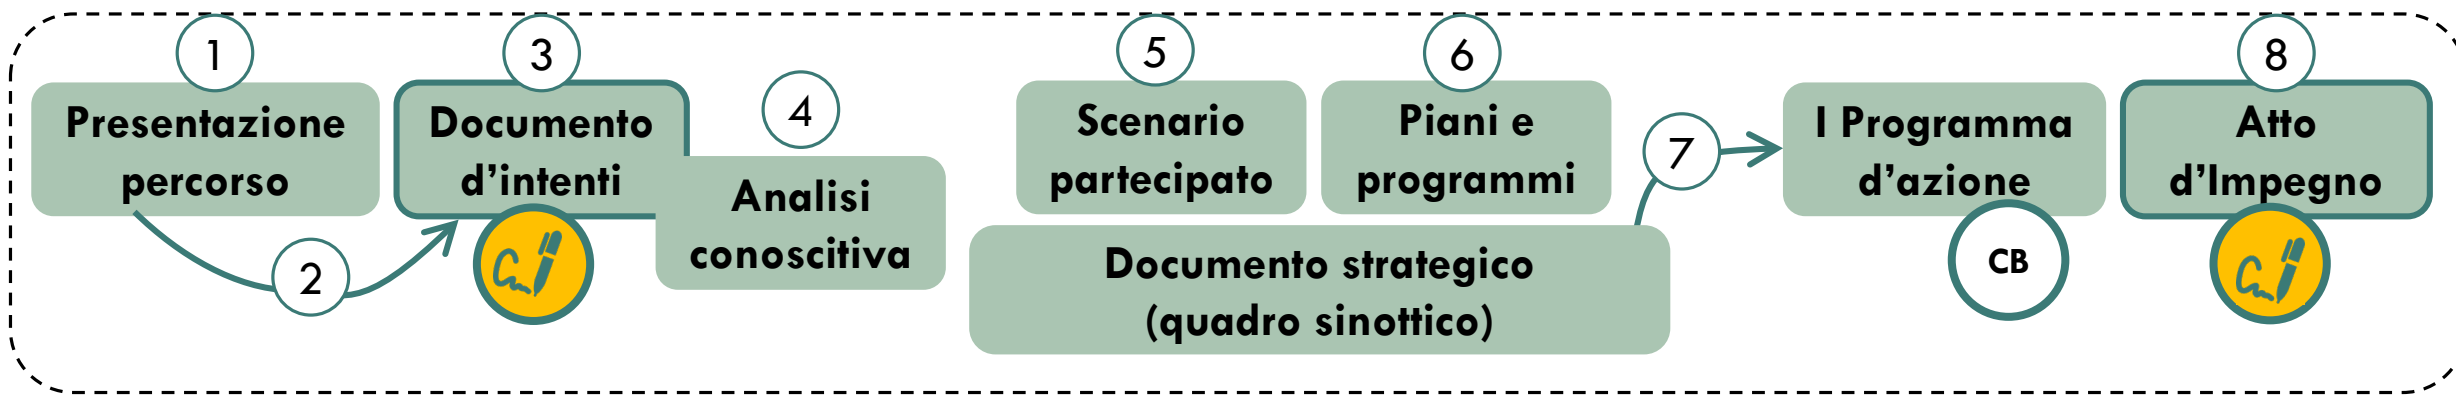 1
Presentazione
percorso
2
3
Documento
d’intenti
4
Analisi
conoscitiva
5
Scenario
partecipato
6
Piani e
programmi
Documento strategico
(quadro sinottico)
7
I Programma
d’azione
CB
8
Atto
d’Impegno